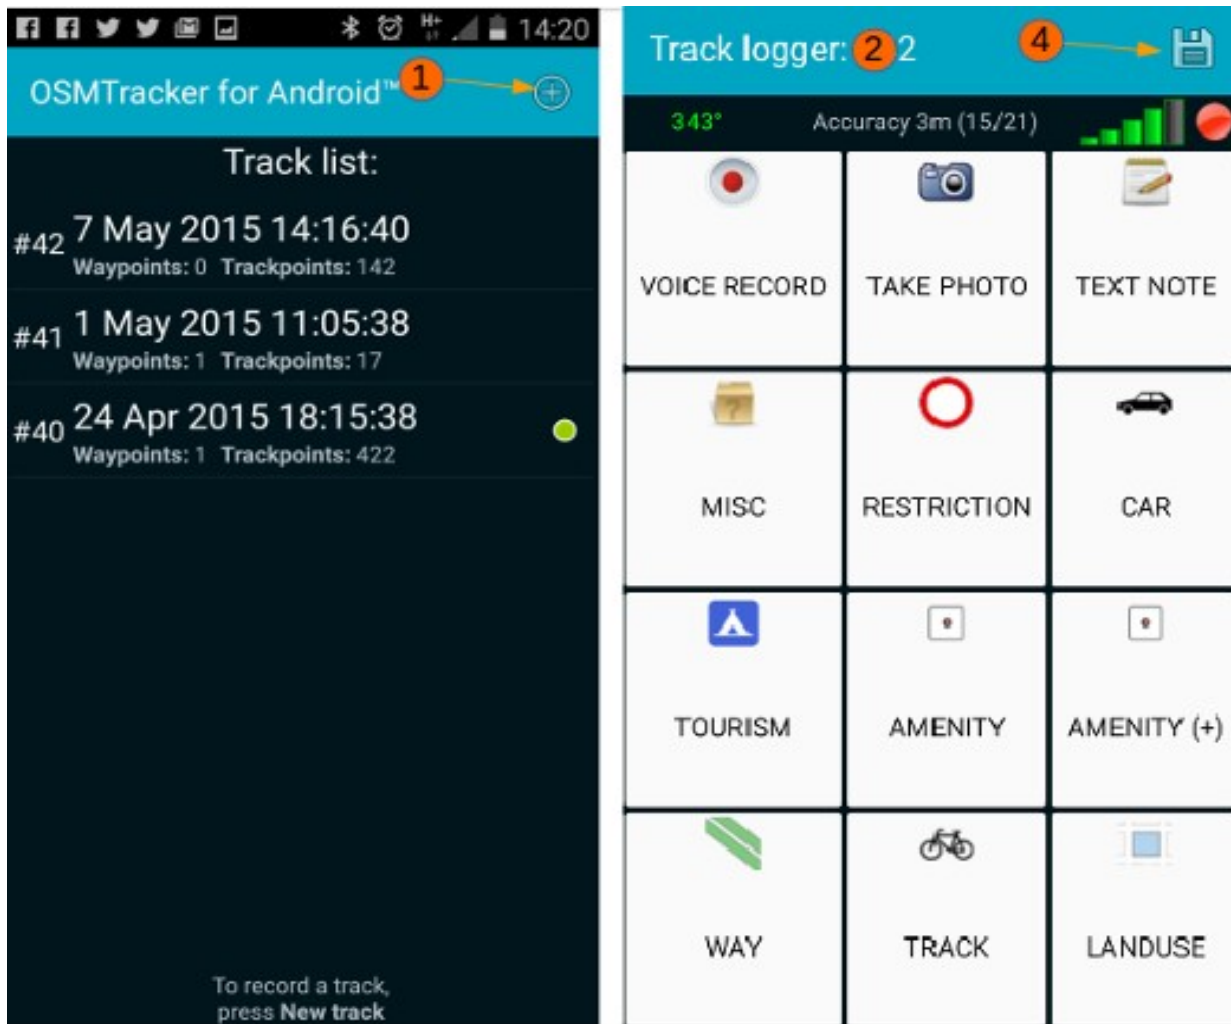 14:20
OSMTracker for Android™ 1
Track list:
#42 7 May 2015 14:16:40
Waypoints: 0 Trackpoints: 142
#41 1 May 2015 11:05:38
Waypoints: 1 Trackpoints: 17
#40 24 Apr 2015 18:15:38
Waypoints: 1 Trackpoints: 422
To record a track,
press New track
Track logger: 2 2 4
343° Accuracy 3m (15/21)
VOICE RECORD TAKE PHOTO TEXT NOTE
MISC RESTRICTION CAR
TOURISM AMENITY AMENITY (+)
WAY TRACK LANDUSE